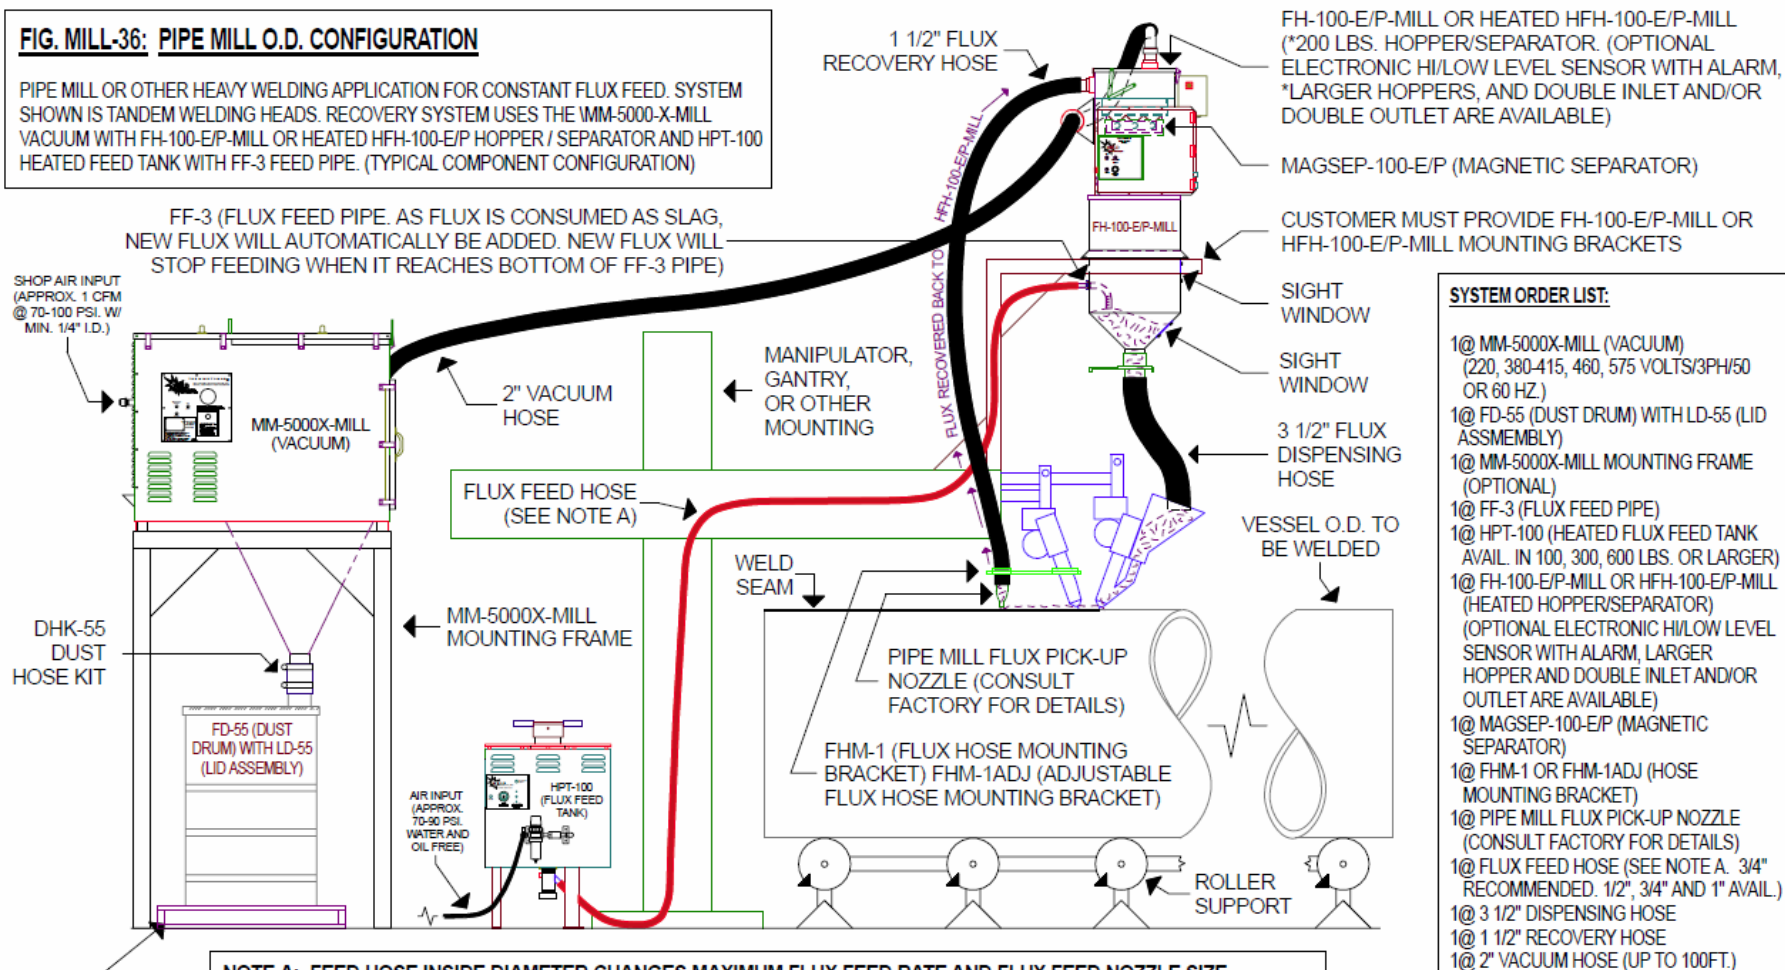 FIG. MILL-36: PIPE MILL O.D. CONFIGURATION
PIPE MILL OR OTHER HEAVY WELDING APPLICATION FOR CONSTANT FLUX FEED. SYSTEM
SHOWN IS TANDEM WELDING HEADS. RECOVERY SYSTEM USES THE \MM-5000-X-MILL
VACUUM WITH FH-100-E/P-MILL OR HEATED HFH-100-E/P HOPPER / SEPARATOR AND HPT-100
HEATED FEED TANK WITH FF-3 FEED PIPE. (TYPICAL COMPONENT CONFIGURATION)
1 1/2" FLUX
RECOVERY HOSE
FH-100-E/P-MILL OR HEATED HFH-100-E/P-MILL
(*200 LBS. HOPPER/SEPARATOR. (OPTIONAL
ELECTRONIC HI/LOW LEVEL SENSOR WITH ALARM,
*LARGER HOPPERS, AND DOUBLE INLET AND/OR
DOUBLE OUTLET ARE AVAILABLE)
MAGSEP-100-E/P (MAGNETIC SEPARATOR)
FH-100-E/P-MILL
CUSTOMER MUST PROVIDE FH-100-E/P-MILL OR
HFH-100-E/P-MILL MOUNTING BRACKETS
FF-3 (FLUX FEED PIPE. AS FLUX IS CONSUMED AS SLAG,
NEW FLUX WILL AUTOMATICALLY BE ADDED. NEW FLUX WILL
STOP FEEDING WHEN IT REACHES BOTTOM OF FF-3 PIPE)
SHOP AIR INPUT
(APPROX. 1 CFM
@ 70-100 PSI. W/
MIN. 1/4" I.D.)
MM-5000X-MILL
(VACUUM)
2" VACUUM
HOSE
MANIPULATOR,
GANTRY,
OR OTHER
MOUNTING
FLUX RECOVERED BACK TO HFH-100-E/P-MILL
SIGHT
WINDOW
SIGHT
WINDOW
3 1/2" FLUX
DISPENSING
HOSE
FLUX FEED HOSE
(SEE NOTE A)
VESSEL O.D. TO
BE WELDED
WELD
SEAM
MM-5000X-MILL
MOUNTING FRAME
DHK-55
DUST
HOSE KIT
PIPE MILL FLUX PICK-UP
NOZZLE (CONSULT
FACTORY FOR DETAILS)
FHM-1 (FLUX HOSE MOUNTING
BRACKET) FHM-1ADJ (ADJUSTABLE
FLUX HOSE MOUNTING BRACKET)
FD-55 (DUST
DRUM) WITH LD-55
(LID ASSEMBLY)
AIR INPUT
(APPROX.
70-90 PSI.
WATER AND
OIL FREE)
HPT-100
(FLUX FEED
TANK)
ROLLER
SUPPORT
SYSTEM ORDER LIST:
1@ MM-5000X-MILL (VACUUM)
(220, 380-415, 460, 575 VOLTS/3PH/50
OR 60 HZ.)
1@ FD-55 (DUST DRUM) WITH LD-55 (LID
ASSMEMBLY)
1@ MM-5000X-MILL MOUNTING FRAME
(OPTIONAL)
1@ FF-3 (FLUX FEED PIPE)
1@ HPT-100 (HEATED FLUX FEED TANK
AVAIL. IN 100, 300, 600 LBS. OR LARGER)
1@ FH-100-E/P-MILL OR HFH-100-E/P-MILL
(HEATED HOPPER/SEPARATOR)
(OPTIONAL ELECTRONIC HI/LOW LEVEL
SENSOR WITH ALARM, LARGER
HOPPER AND DOUBLE INLET AND/OR
OUTLET ARE AVAILABLE)
1@ MAGSEP-100-E/P (MAGNETIC
SEPARATOR)
1@ FHM-1 OR FHM-1ADJ (HOSE
MOUNTING BRACKET)
1@ PIPE MILL FLUX PICK-UP NOZZLE
(CONSULT FACTORY FOR DETAILS)
1@ FLUX FEED HOSE (SEE NOTE A. 3/4"
RECOMMENDED. 1/2", 3/4" AND 1" AVAIL.)
1@ 3 1/2" DISPENSING HOSE
1@ 1 1/2" RECOVERY HOSE
1@ 2" VACUUM HOSE (UP TO 100FT.)
NOTE A: FEED HOSE INSIDE DIAMETER CHANGES MAXIMUM FLUX FEED RATE AND FLUX FEED NOZZLE SIZE